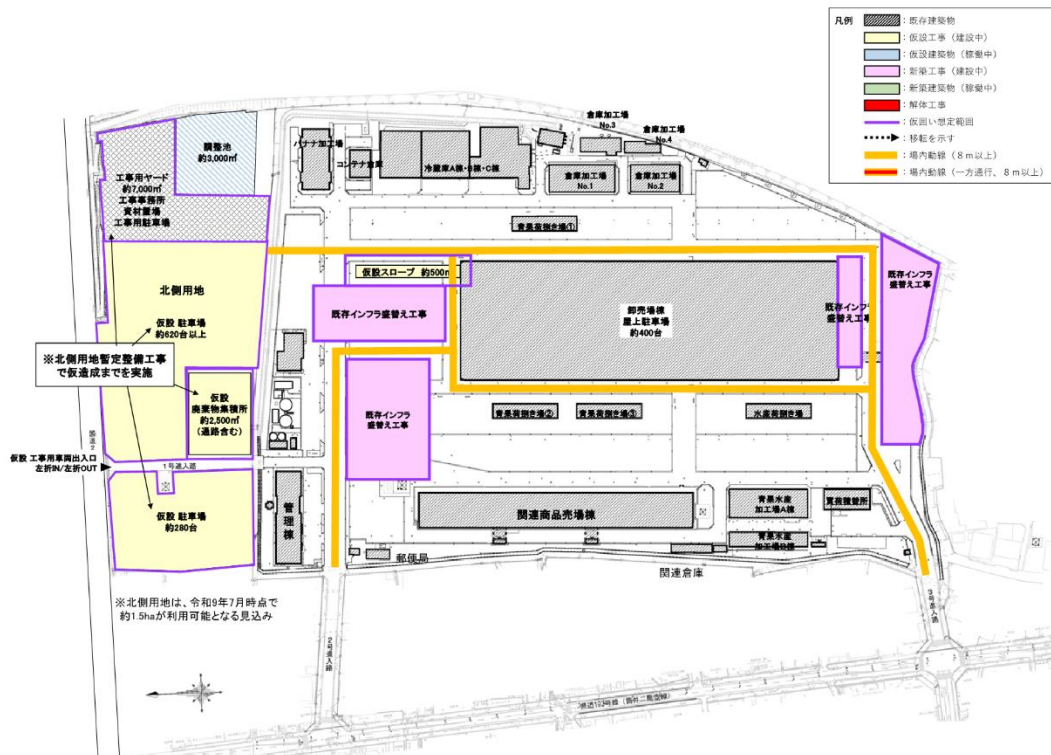 凡例
：既存建築物
：仮設工事（建設中）
：仮設建築物（稼働中）
：新築工事（建設中）
：新築建築物（稼働中）
：解体工事
：仮囲い想定範囲
：移転を示す
：場内動線（８ｍ以上）
：場内動線（一方通行、８ｍ以上）
調整池
約3,000㎡
工事用ヤード
約7,000㎡
工事事務所
資材置場
工事用駐車場
バナナ加工場
コンテナ倉庫
冷蔵庫A棟・B棟・C棟
倉庫加工場
No.3
倉庫加工場
No.4
倉庫加工場
No.1
倉庫加工場
No.2
青果荷捌き場①
仮設スロープ 約500㎡
北側用地
仮設 駐車場
約620台以上
※北側用地暫定整備工事
で仮造成までを実施
仮設
廃棄物集積所
約2,500㎡
（通路含む）
既存インフラ
盛替え工事
卸売場棟
屋上駐車場
約400台
既存インフラ
盛替え工事
既存インフラ
盛替え工事
既存インフラ
盛替え工事
青果荷捌き場②
青果荷捌き場③
水産荷捌き場
仮設 工事用車両出入口
左折IN/左折OUT
1号進入路
仮設 駐車場
約280台
管理棟
関連商品売場棟
青果水産
加工場A棟
買荷積替所
青果水産
加工場B棟
郵便局
関連倉庫
※北側用地は、令和9年7月時点で
約1.5haが利用可能となる見込み
2号進入路
3号進入路